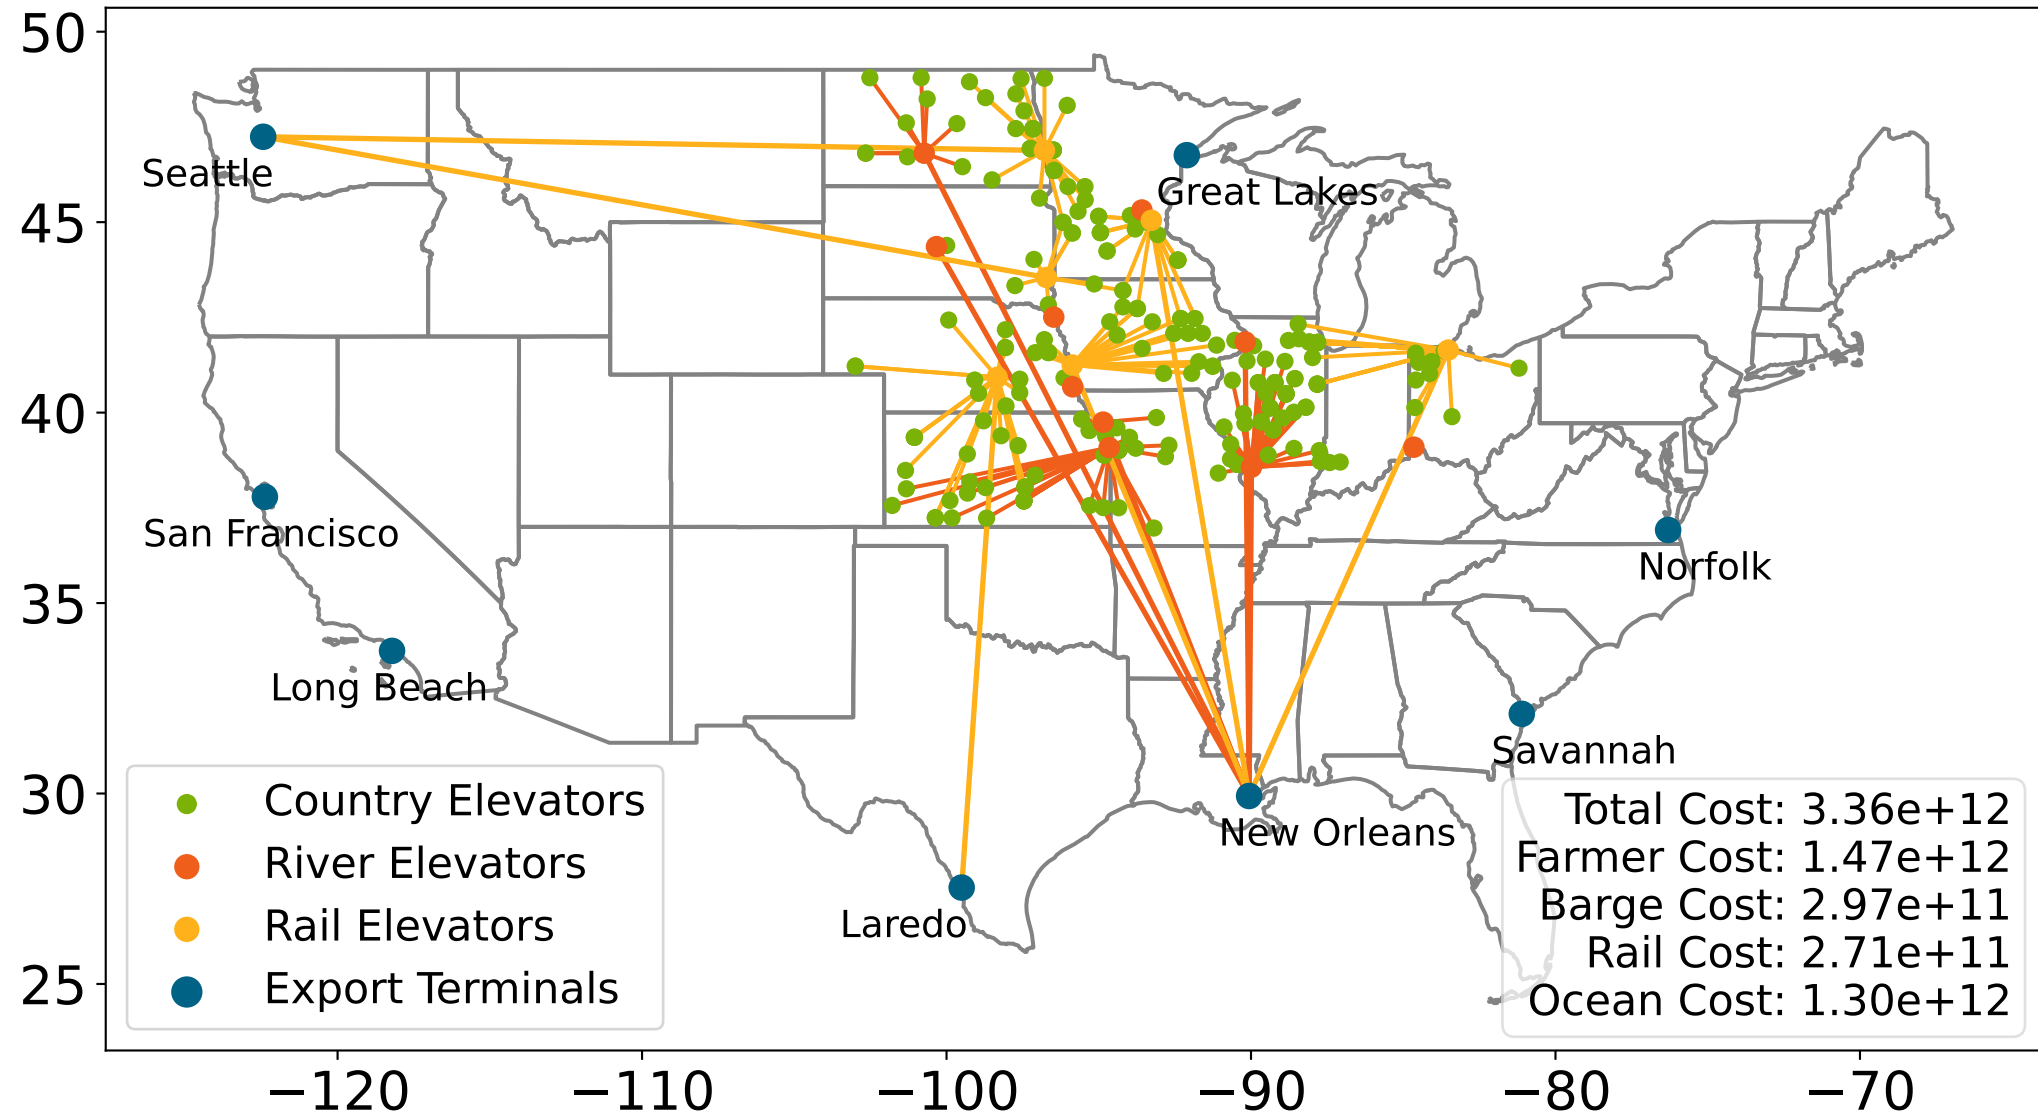 50
45
40
35
30
25
−120
−110
−100
−90
−80
−70
Seattle
Great Lakes
San Francisco
Norfolk
Long Beach
Savannah
New Orleans
Laredo
Country Elevators
River Elevators
Rail Elevators
Export Terminals
Total Cost: 3.36e+12
Farmer Cost: 1.47e+12
Barge Cost: 2.97e+11
Rail Cost: 2.71e+11
Ocean Cost: 1.30e+12